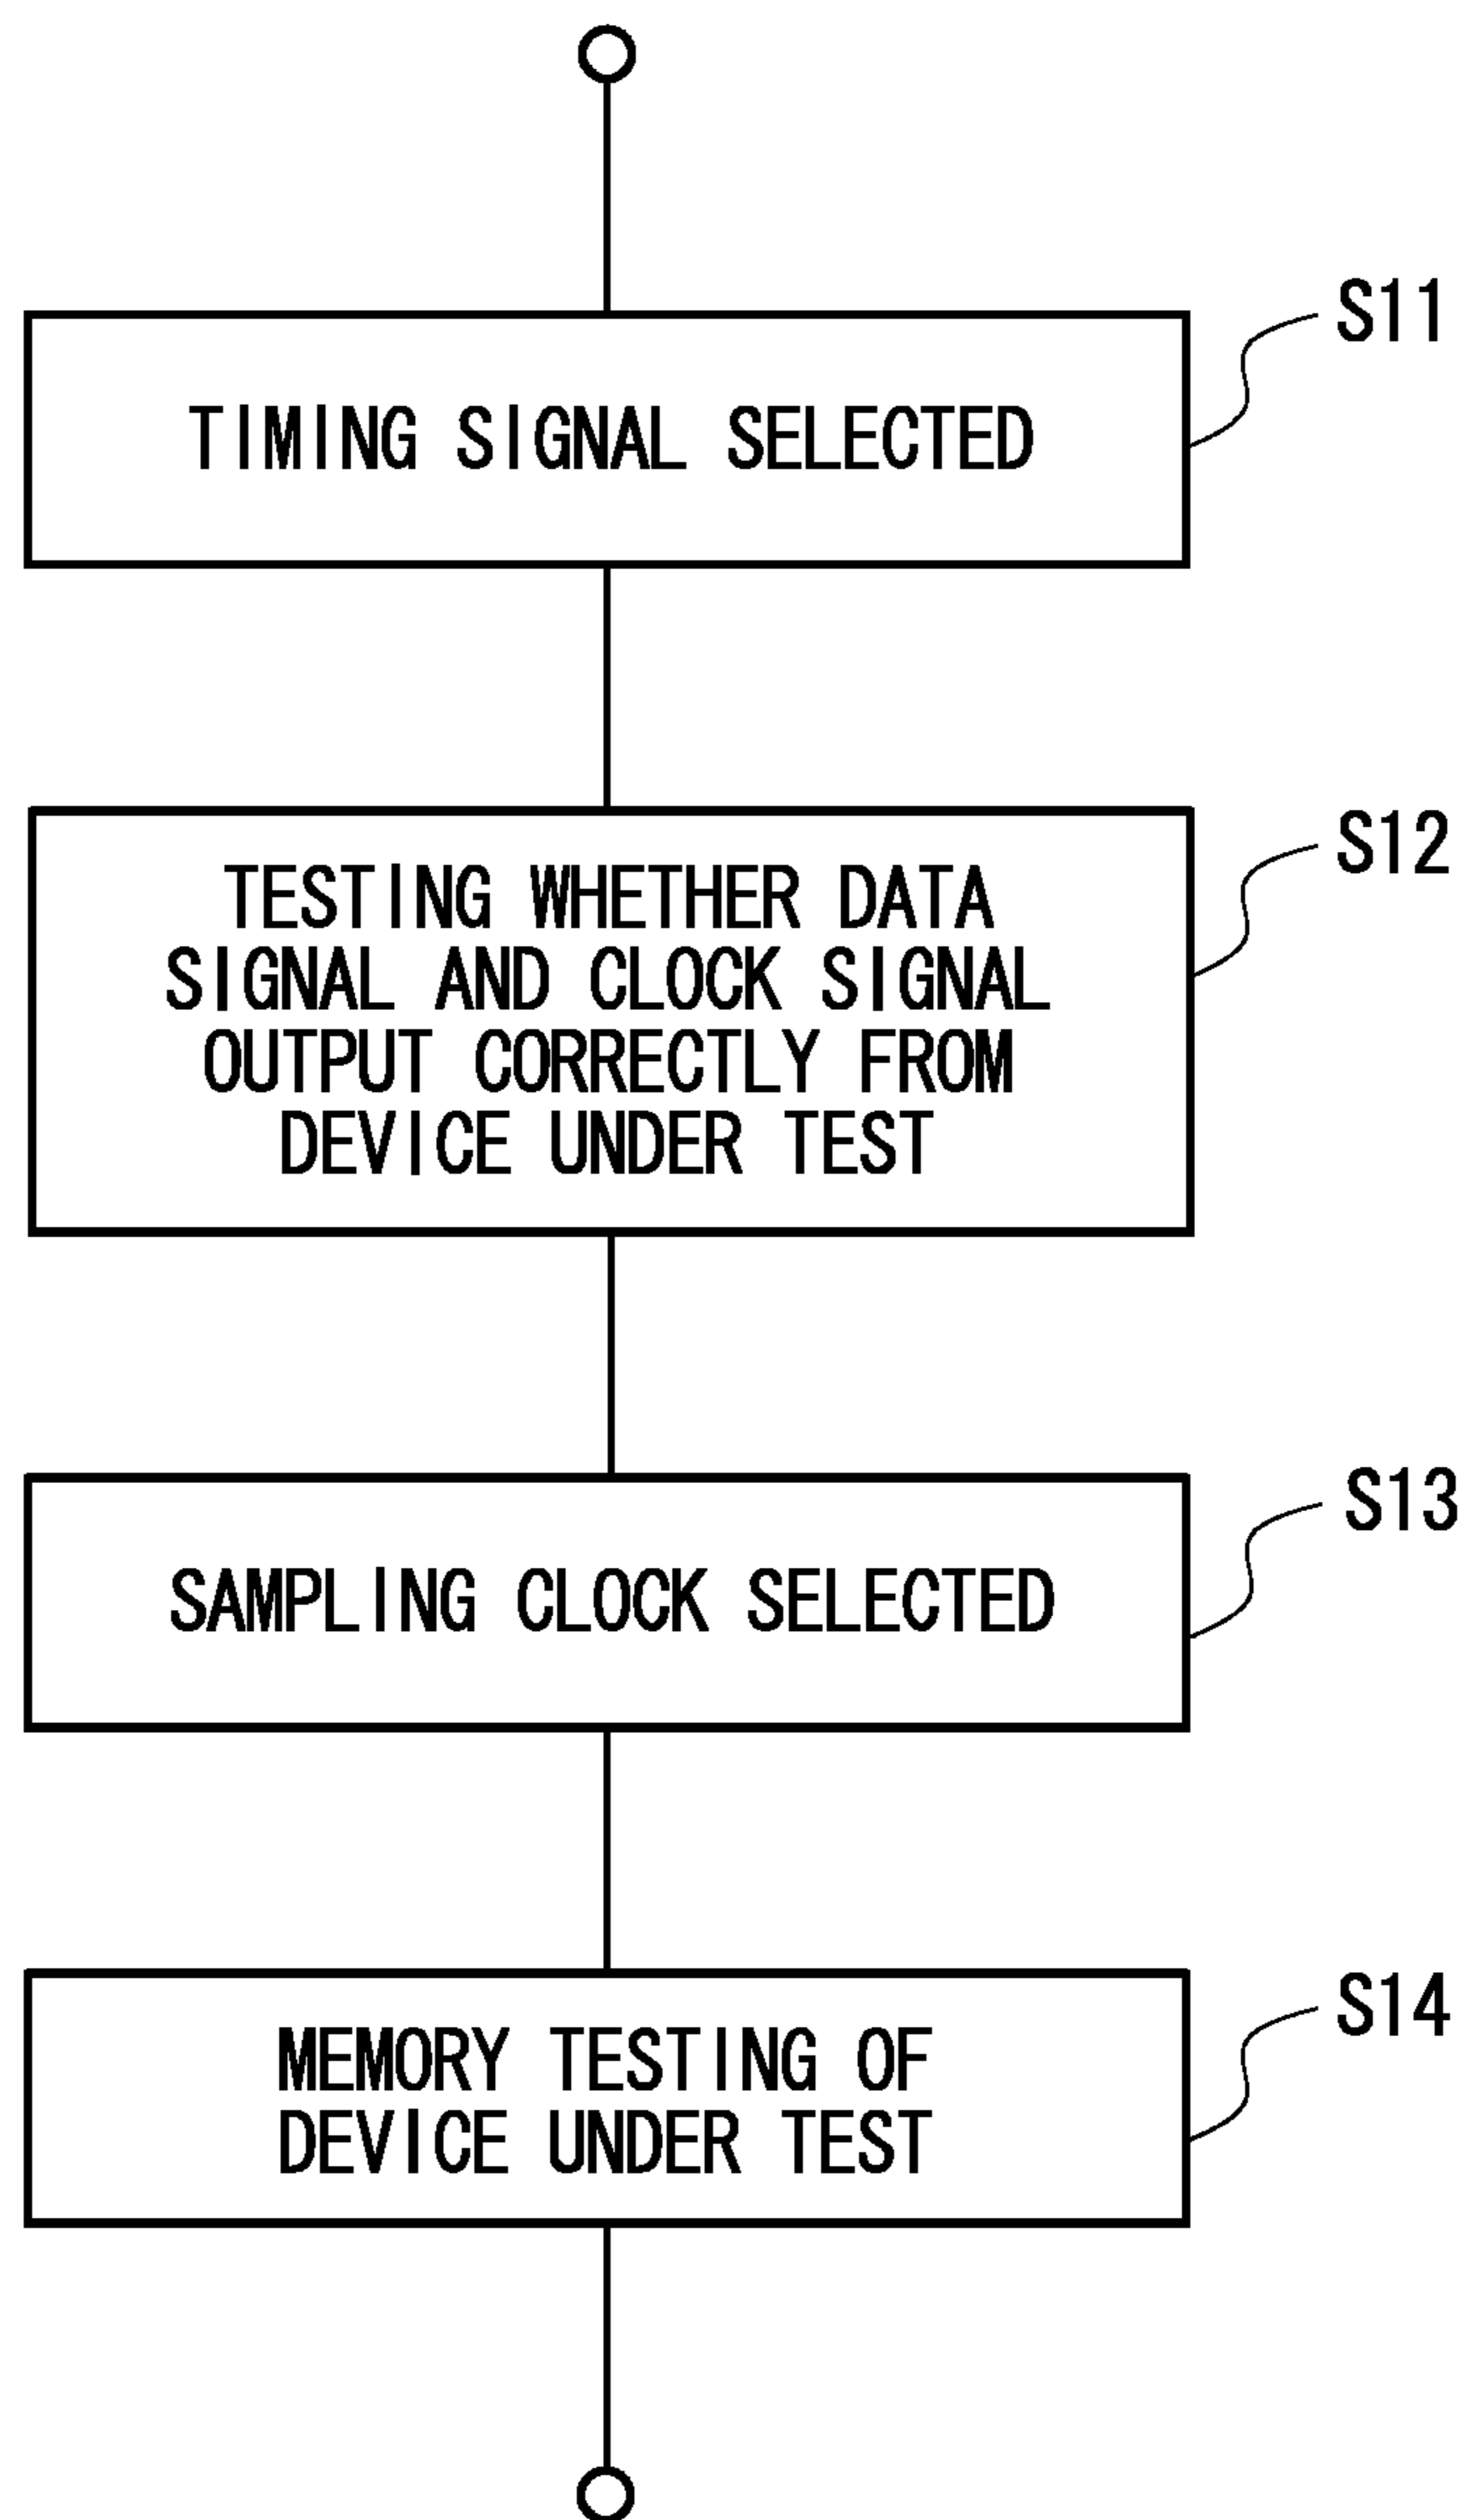 S11
TIMING SIGNAL SELECTED
S12
TESTING WHETHER DATA
SIGNAL AND CLOCK SIGNAL
OUTPUT CORRECTLY FROM
DEVICE UNDER TEST
S13
SAMPLING CLOCK SELECTED
S14
MEMORY TESTING OF
DEVICE UNDER TEST